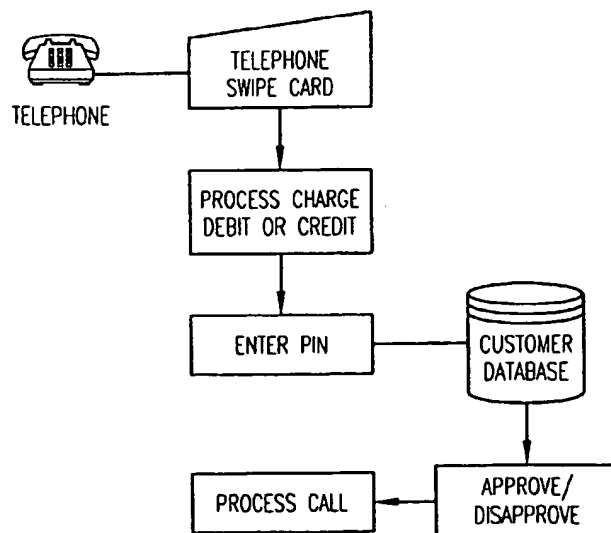 TELEPHONE
TELEPHONE
SWIPE CARD
PROCESS CHARGE
DEBIT OR CREDIT
ENTER PIN
CUSTOMER
DATABASE
APPROVE/
DISAPPROVE
PROCESS CALL